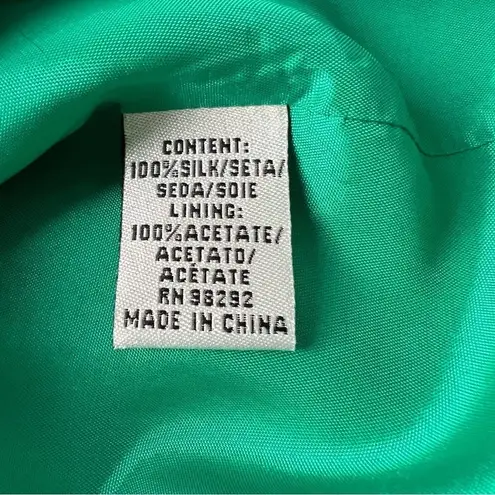 CONTENT:
100%SILK/SETA/
SEDA/SOIE
LINING:
100%ACETATE/
ACETATO/
ACÉTATE
RN 98292
MADE IN CHINA